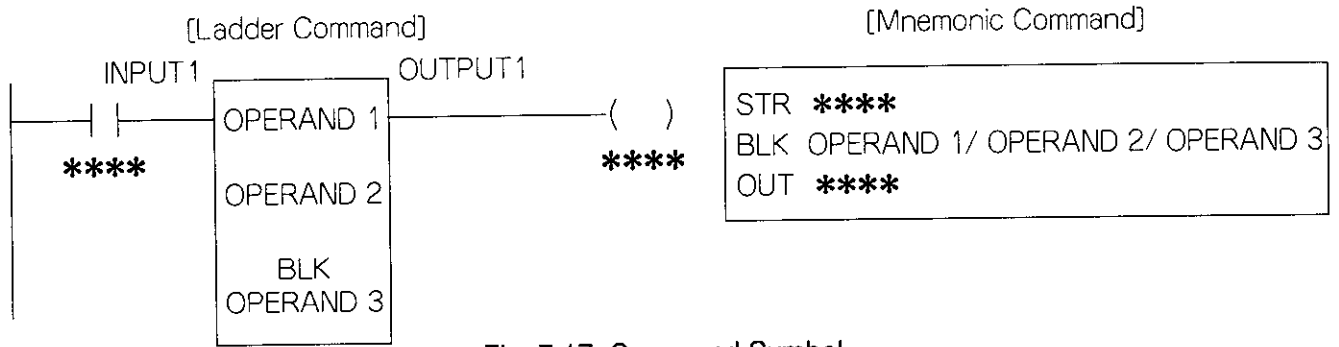 [Ladder Command]
[Mnemonic Command]
INPUT1
OUTPUT1
OPERAND 1
( )
****
****
OPERAND 2
BLK
OPERAND 3
STR ****
BLK OPERAND 1/ OPERAND 2/ OPERAND 3
OUT ****